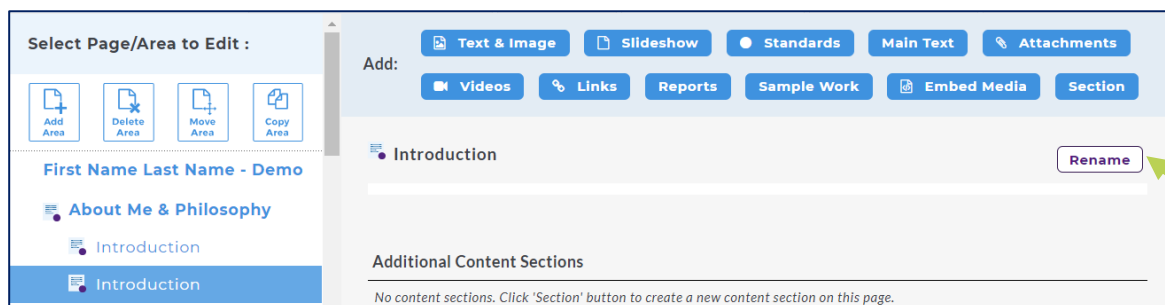 Select Page/Area to Edit :
Add Area
Delete Area
Move Area
Copy Area
First Name Last Name - Demo
About Me & Philosophy
Introduction
Introduction
Add:
Text & Image Slideshow Standards Main Text Attachments
Videos Links Reports Sample Work Embed Media Section
Introduction
Rename
Additional Content Sections
No content sections. Click 'Section' button to create a new content section on this page.